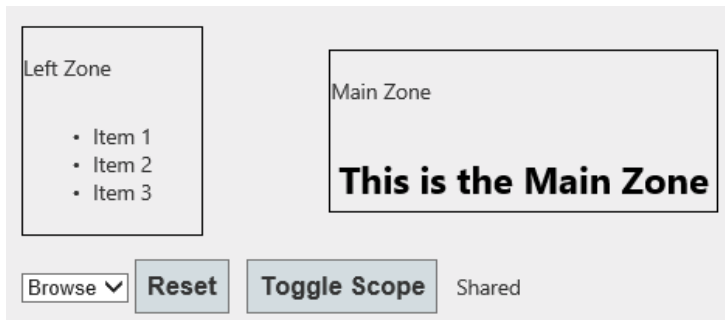 Left Zone
• Item 1
• Item 2
• Item 3
Main Zone
This is the Main Zone
Browse Reset Toggle Scope Shared